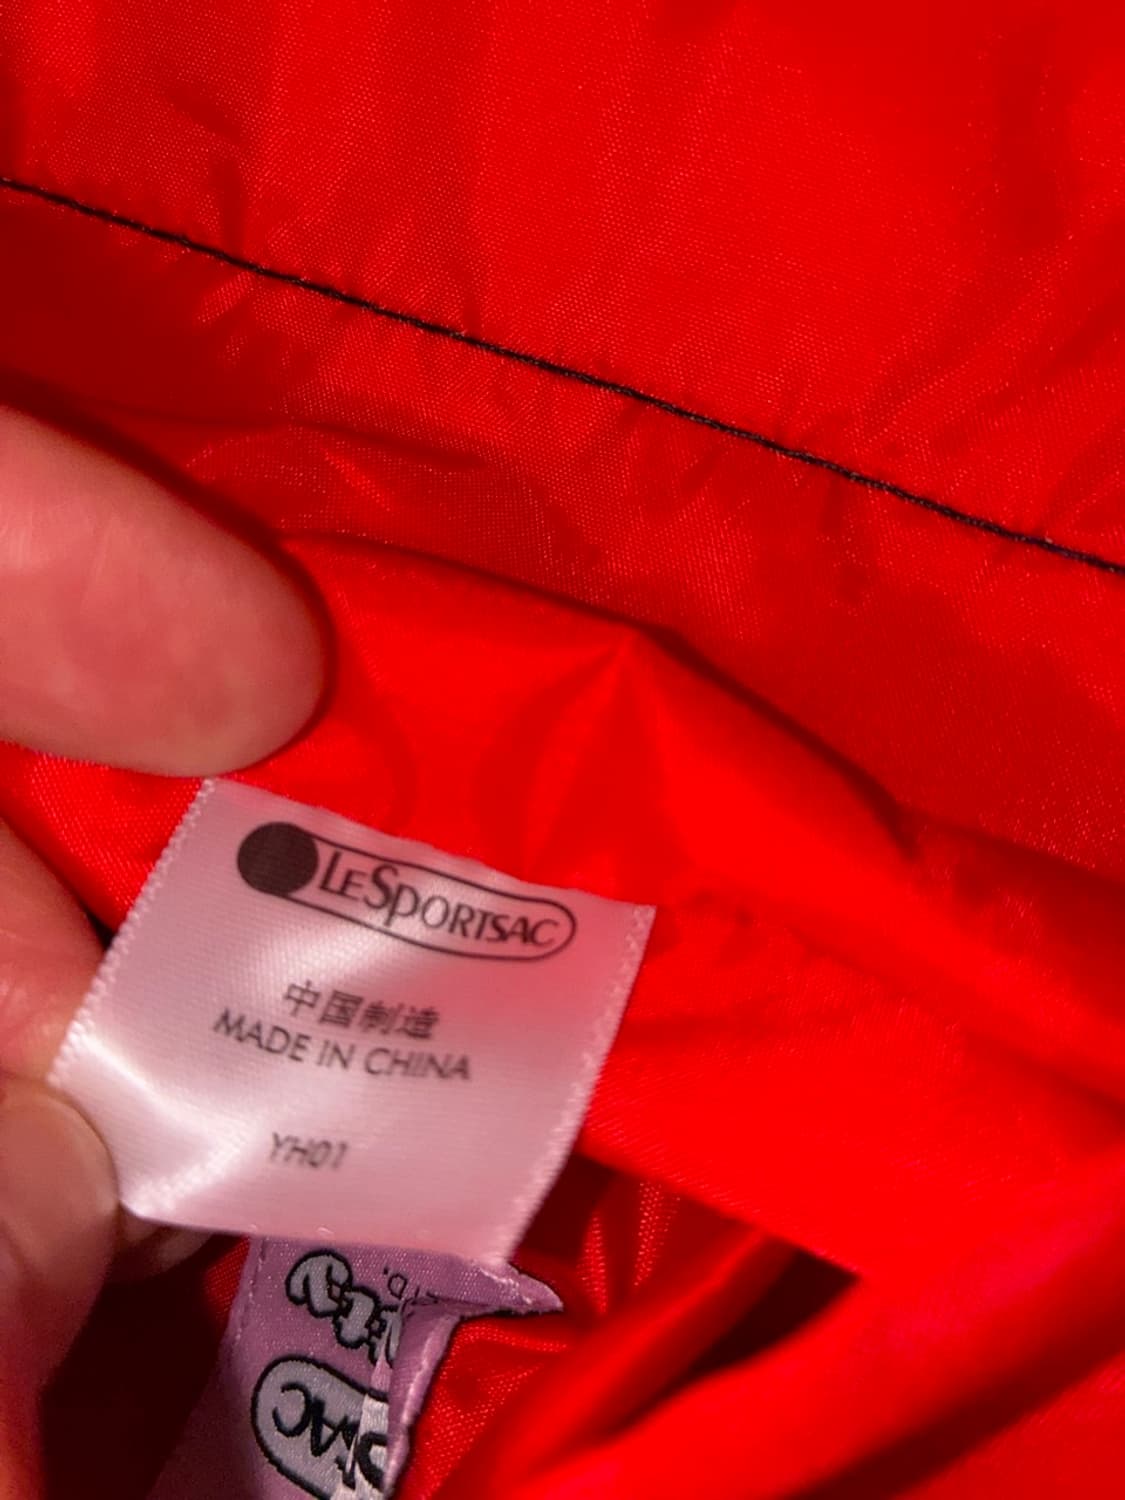 LESPORTSAC
中国制造
MADE IN CHINA
YH01